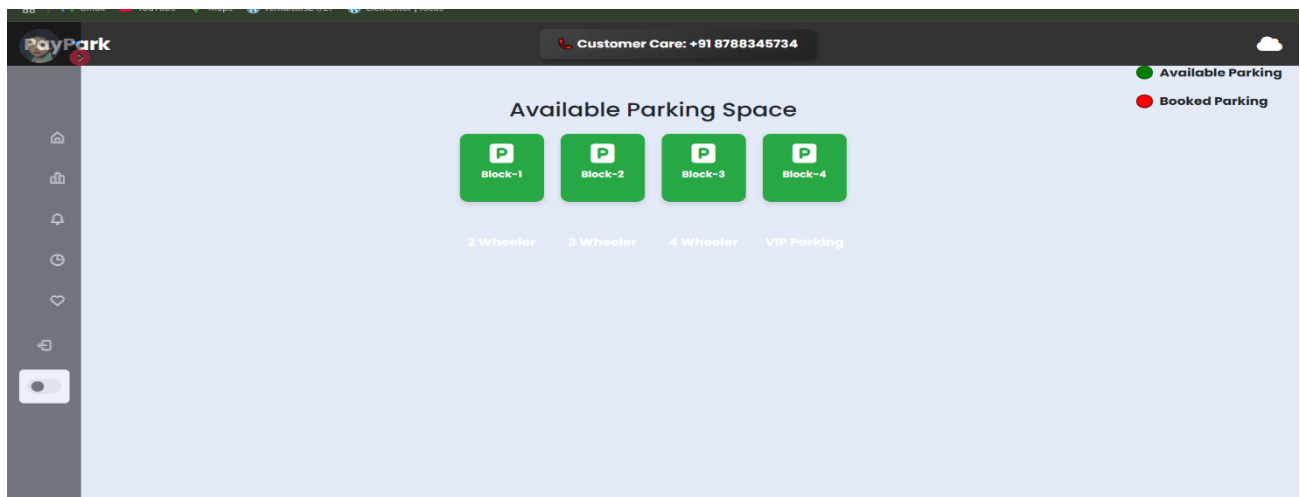 PayPark
Customer Care: +91 8788345734
Available Parking
Booked Parking
Available Parking Space
P P P P
Block-1 Block-2 Block-3 Block-4
2 Wheeler 3 Wheeler 4 Wheeler VIP Parking